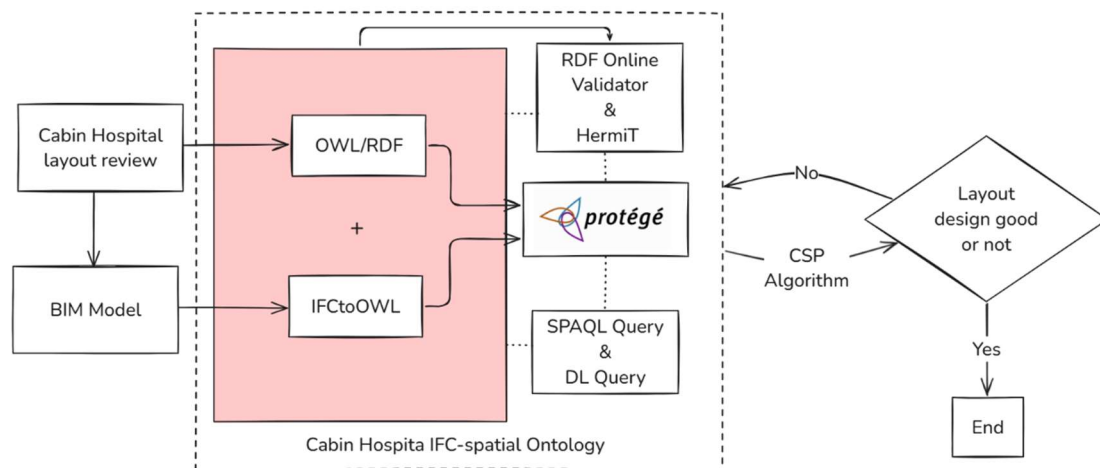 Cabin Hospital
layout review
BIM Model
OWL/RDF
+
IFCtoOWL
RDF Online
Validator
&
HermiT
protégé
SPAQL Query
&
DL Query
Cabin Hospita IFC-spatial Ontology
No
CSP
Algorithm
Layout
design good
or not
Yes
End